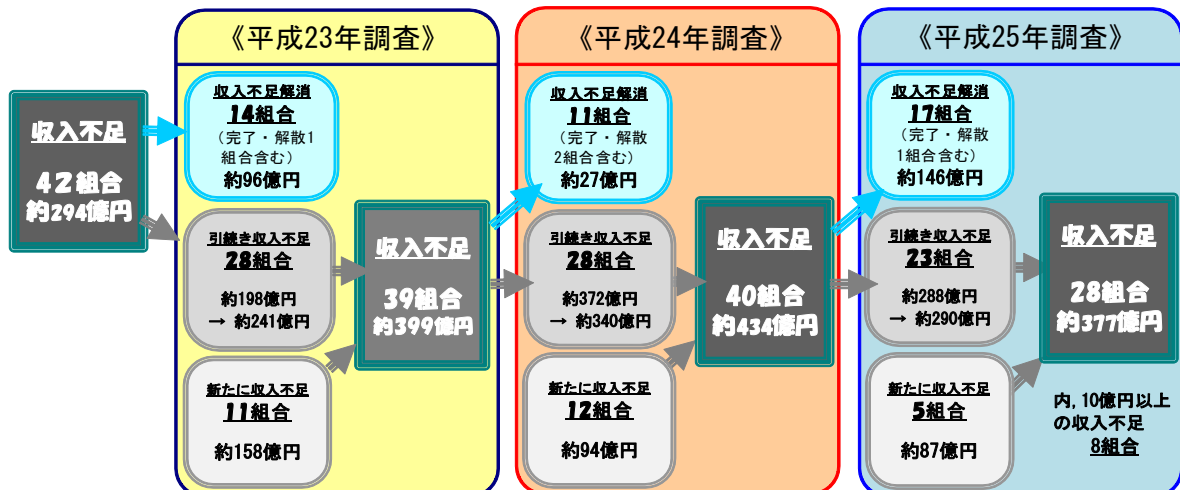 収入不足
42組合
約294億円
《平成23年調査》
収入不足解消
14組合
(完了・解散1
組合含む)
約96億円
引続き収入不足
28組合
約198億円
→ 約241億円
新たに収入不足
11組合
約158億円
収入不足
39組合
約399億円
《平成24年調査》
収入不足解消
11組合
(完了・解散
2組合含む)
約27億円
引続き収入不足
28組合
約372億円
→ 約340億円
新たに収入不足
12組合
約94億円
収入不足
40組合
約434億円
《平成25年調査》
収入不足解消
17組合
(完了・解散
1組合含む)
約146億円
引続き収入不足
23組合
約288億円
→ 約290億円
新たに収入不足
5組合
約87億円
収入不足
28組合
約377億円
内,10億円以上
の収入不足
8組合